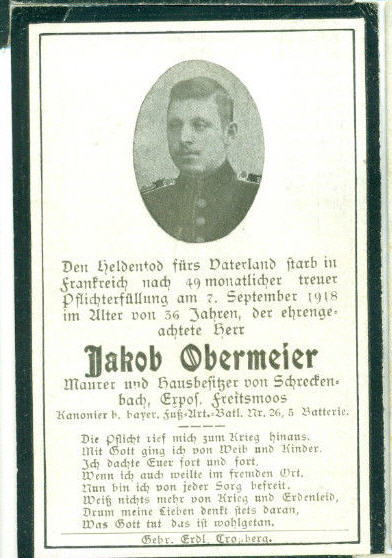 Den Heldentod fürs Vaterland starb in
Frankreich nach 49 monatlicher treuer
Pflichterfüllung am 7. September 1918
im Alter von 36 Jahren, der ehrenge-
achtete Herr
Jakob Obermeier
Maurer und Hausbesitzer von Schrecken-
bach, Expos. Freitsmoos
Kanonier b. bayer. Fuß-Art.-Batl. Nr. 26, 5 Batterie.
Die Pflicht rief mich zum Krieg hinaus.
Mit Gott ging ich von Weib und Kinder.
Ich dachte Euer fort und fort,
Wenn ich auch weilte im fremden Ort.
Nun bin ich von jeder Sorg befreit.
Weiß nichts mehr von Krieg und Erdenleid,
Drum meine Lieben denkt stets daran,
Was Gott tut das ist wohlgetan.
Gebr. Erdl, Trostberg.